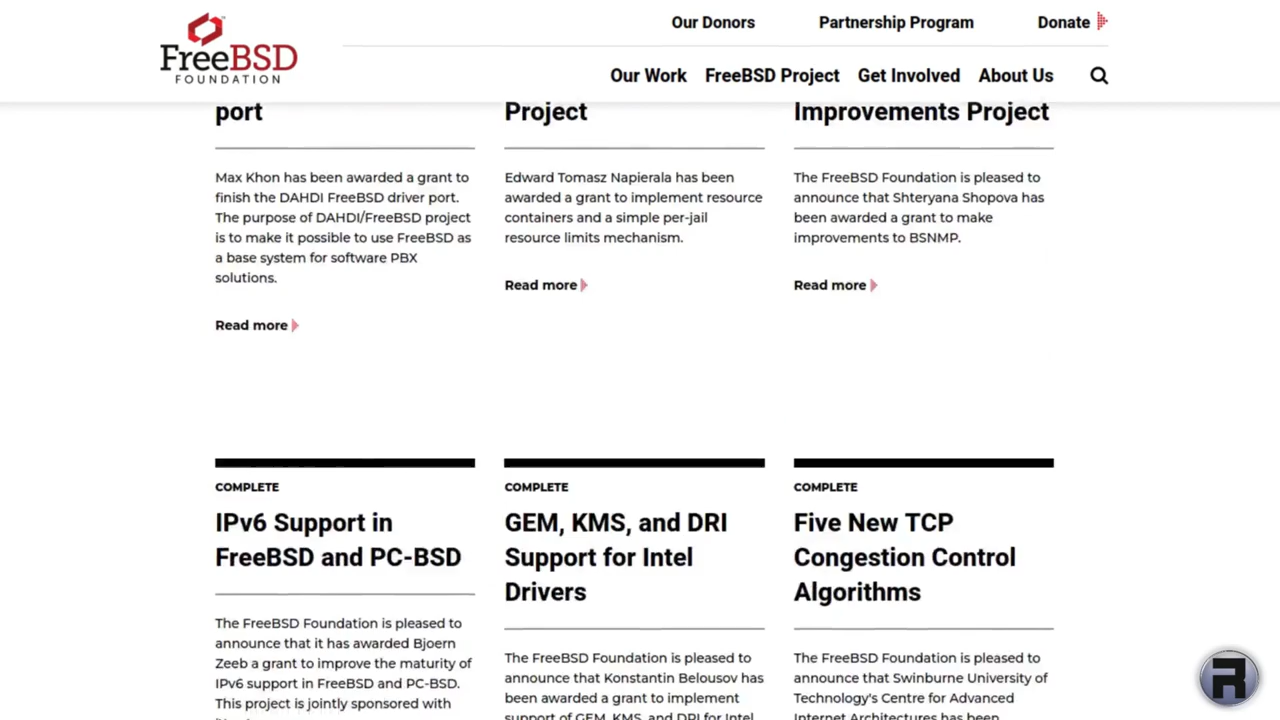 Our Donors
Partnership Program
Donate
FreeBSD
FOUNDATION
Our Work
FreeBSD Project
Get Involved
About Us
port
Max Khon has been awarded a grant to
finish the DAHDI FreeBSD driver port.
The purpose of DAHDI/FreeBSD project
is to make it possible to use FreeBSD as
a base system for software PBX
solutions.
Read more
Project
Edward Tomasz Napierala has been
awarded a grant to implement resource
containers and a simple per-jail
resource limits mechanism.
Read more
Improvements Project
The FreeBSD Foundation is pleased to
announce that Shteryana Shopova has
been awarded a grant to make
improvements to BSNMP.
Read more
COMPLETE
IPv6 Support in
FreeBSD and PC-BSD
The FreeBSD Foundation is pleased to
announce that it has awarded Bjoern
Zeeb a grant to improve the maturity of
IPv6 support in FreeBSD and PC-BSD.
This project is jointly sponsored with
COMPLETE
GEM, KMS, and DRI
Support for Intel
Drivers
The FreeBSD Foundation is pleased to
announce that Konstantin Belousov has
been awarded a grant to implement
support of GEM, KMS, and DRI for Intel
COMPLETE
Five New TCP
Congestion Control
Algorithms
The FreeBSD Foundation is pleased to
announce that Swinburne University of
Technology's Centre for Advanced
Internet Architectures has been
R